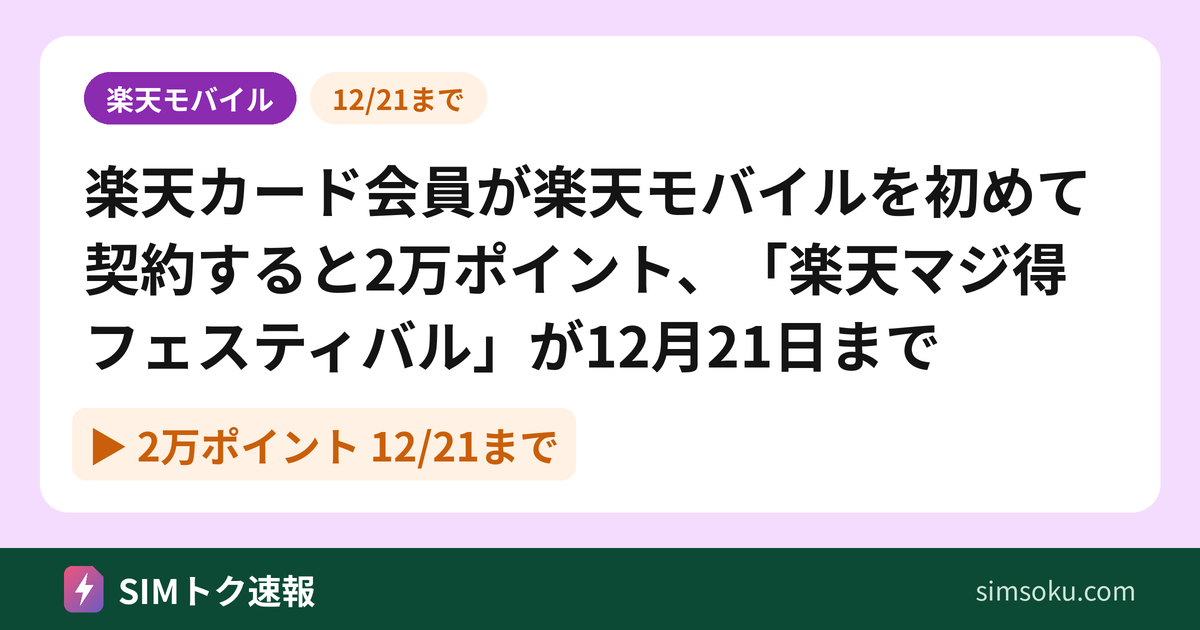 楽天モバイル
12/21まで
楽天カード会員が楽天モバイルを初めて
契約すると2万ポイント、「楽天マジ得
フェスティバル」が12月21日まで
▶ 2万ポイント 12/21まで
SIMトク速報
simsoku.com